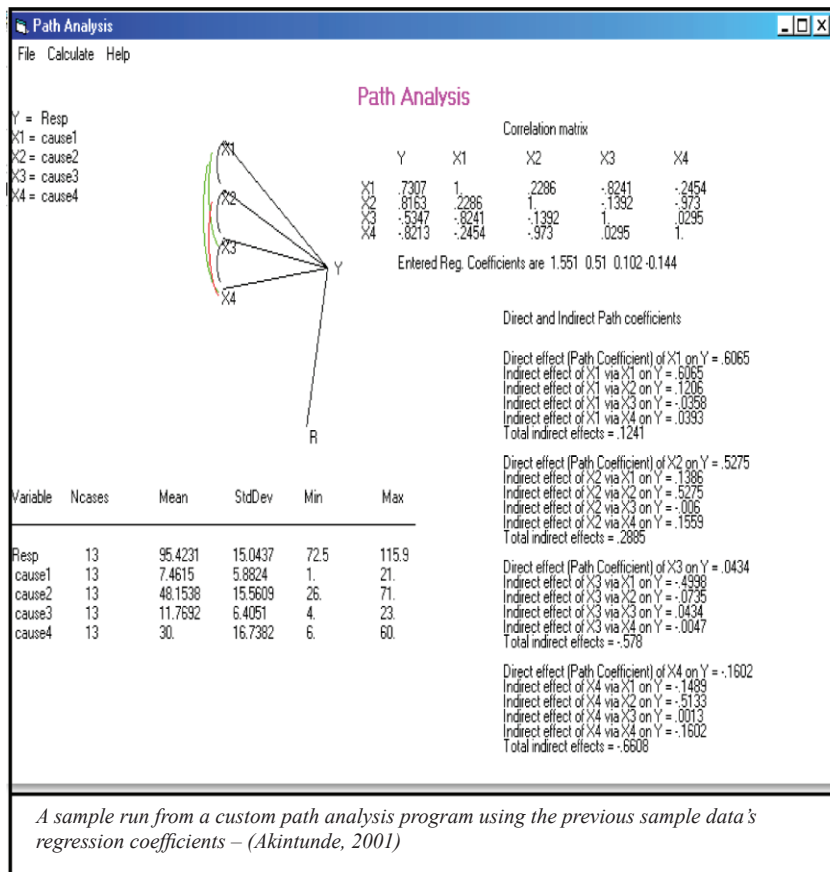 Path Analysis
File Calculate Help
Path Analysis
Y = Resp
X1 = cause1
X2 = cause2
X3 = cause3
X4 = cause4
X1
X2
X3
X4
Y
R
Correlation matrix
Y X1 X2 X3 X4
X1 .7307 1. .2286 -.8241 -.2454
X2 .8163 .2286 1. -.1392 -.973
X3 -.5347 -.8241 -.1392 1. .0295
X4 -.8213 -.2454 -.973 .0295 1.
Entered Reg. Coefficients are 1.551 0.51 0.102 -0.144
Direct and Indirect Path coefficients
Direct effect (Path Coefficient) of X1 on Y = .6065
Indirect effect of X1 via X1 on Y = .6065
Indirect effect of X1 via X2 on Y = .1206
Indirect effect of X1 via X3 on Y = -.0358
Indirect effect of X1 via X4 on Y = .0393
Total indirect effects = .1241
Direct effect (Path Coefficient) of X2 on Y = .5275
Indirect effect of X2 via X1 on Y = .1386
Indirect effect of X2 via X2 on Y = .5275
Indirect effect of X2 via X3 on Y = -.006
Indirect effect of X2 via X4 on Y = .1559
Total indirect effects = .2885
Direct effect (Path Coefficient) of X3 on Y = .0434
Indirect effect of X3 via X1 on Y = -.4998
Indirect effect of X3 via X2 on Y = -.0735
Indirect effect of X3 via X3 on Y = .0434
Indirect effect of X3 via X4 on Y = -.0047
Total indirect effects = -.578
Direct effect (Path Coefficient) of X4 on Y = -.1602
Indirect effect of X4 via X1 on Y = -.1489
Indirect effect of X4 via X2 on Y = -.5133
Indirect effect of X4 via X3 on Y = .0013
Indirect effect of X4 via X4 on Y = -.1602
Total indirect effects = -.6608
Variable Ncases Mean StdDev Min Max
Resp 13 95.4231 15.0437 72.5 115.9
cause1 13 7.4615 5.8824 1. 21.
cause2 13 48.1538 15.5609 26. 71.
cause3 13 11.7692 6.4051 4. 23.
cause4 13 30. 16.7382 6. 60.
A sample run from a custom path analysis program using the previous sample data's
regression coefficients – (Akintunde, 2001)